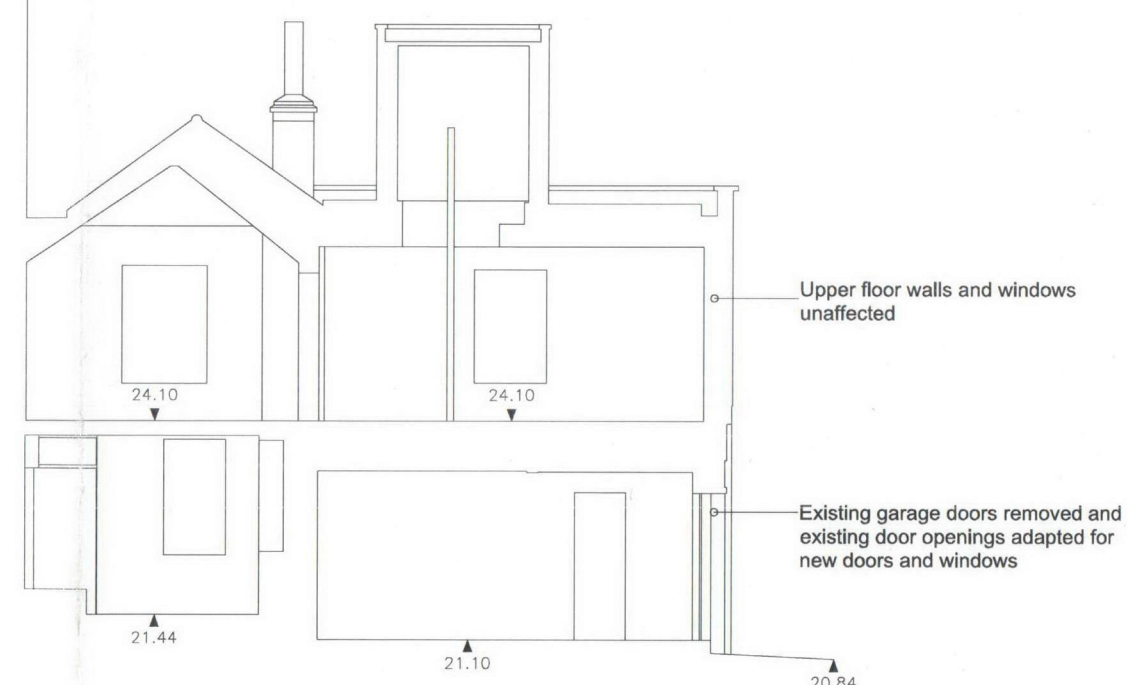 Upper floor walls and windows
unaffected
24.10
24.10
Existing garage doors removed and
existing door openings adapted for
new doors and windows
21.44
21.10
20.84